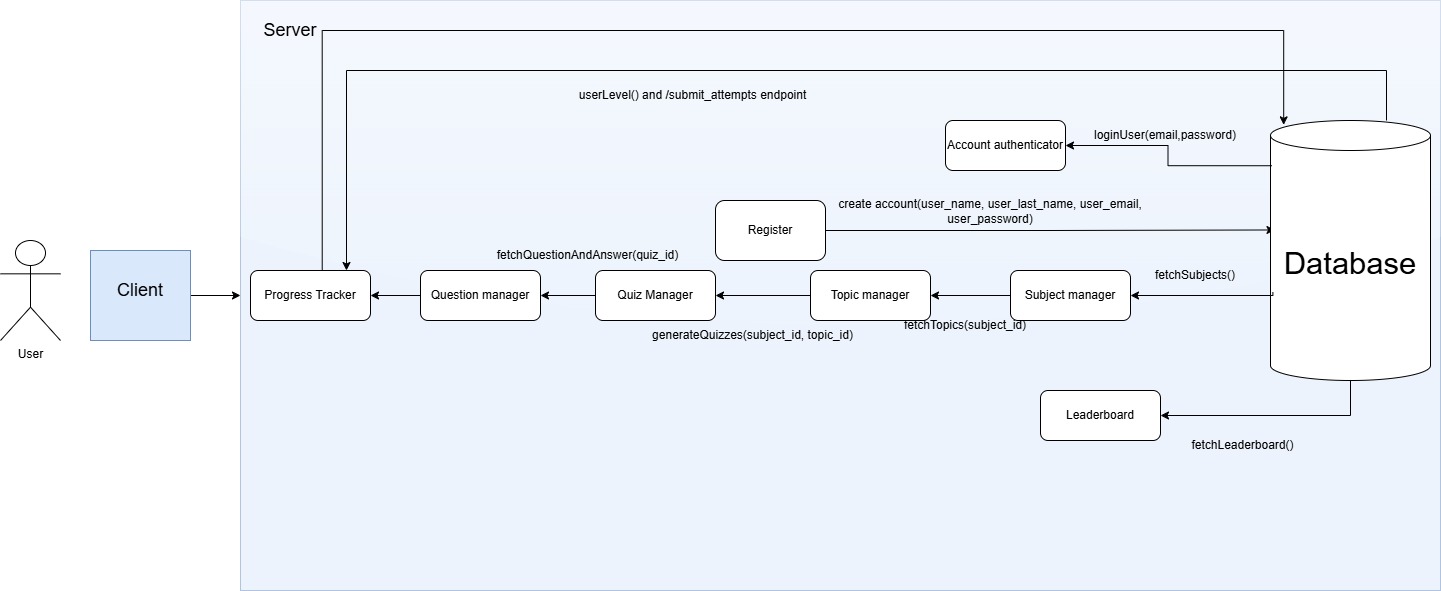 Server
userLevel() and /submit_attempts endpoint
loginUser(email,password)
Account authenticator
create account(user_name, user_last_name, user_email,
user_password)
Register
fetchQuestionAndAnswer(quiz_id)
Database
fetchSubjects()
Client
Progress Tracker
Question manager
Quiz Manager
Topic manager
Subject manager
fetchTopics(subject_id)
generateQuizzes(subject_id, topic_id)
User
Leaderboard
fetchLeaderboard()